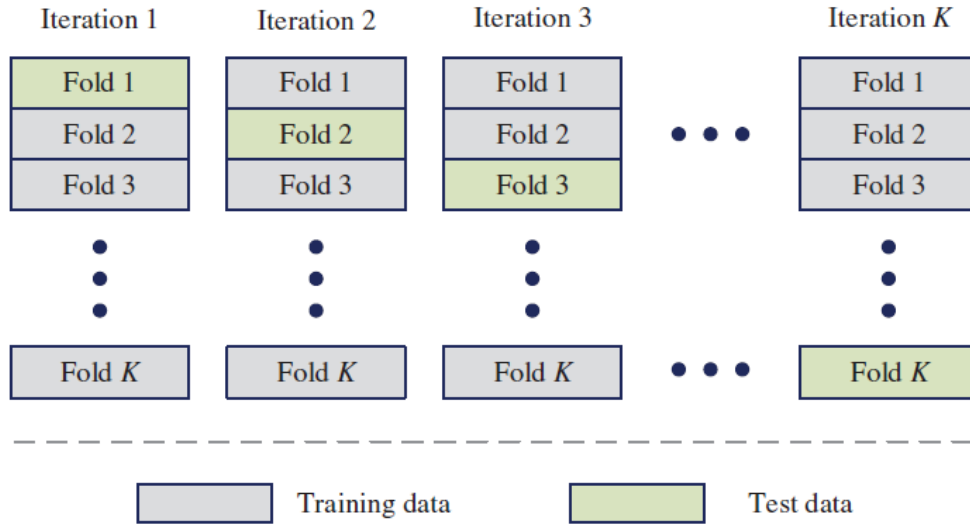 Iteration 1 Iteration 2 Iteration 3 Iteration K
Fold 1 Fold 1 Fold 1 Fold 1
Fold 2 Fold 2 Fold 2 Fold 2
Fold 3 Fold 3 Fold 3 Fold 3
Fold K Fold K Fold K Fold K
Training data Test data